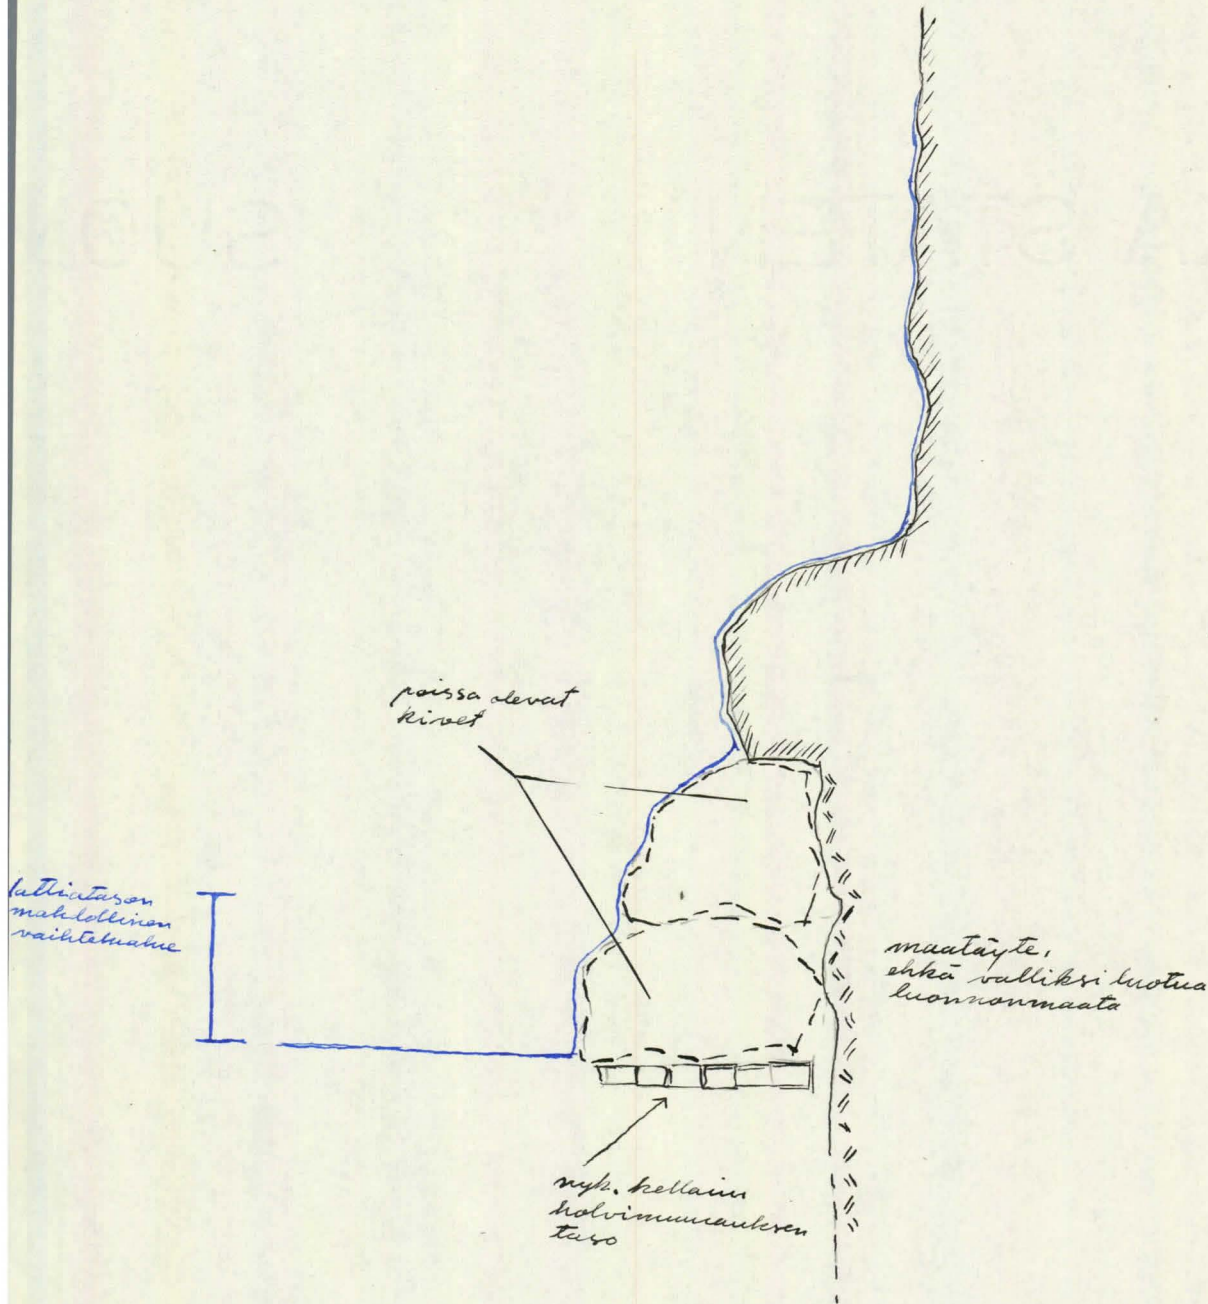 poissa olevat
kivet
lattiatason
mahdollinen
vaihtelualue
maatäyte,
ehkä valliksi luotua
luonnonmaata
nyk. kellarin
holvimuurauksen
taso